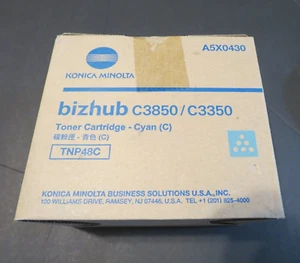 A5X0430
KONICA MINOLTA
bizhub C3850/C3350
Toner Cartridge - Cyan (C)
碳粉匣 - 青色 (C)
TNP48C
KONICA MINOLTA BUSINESS SOLUTIONS U.S.A., INC.
100 WILLIAMS DRIVE, RAMSEY, NJ 07446, U.S.A. TEL +1 (201) 825-4000